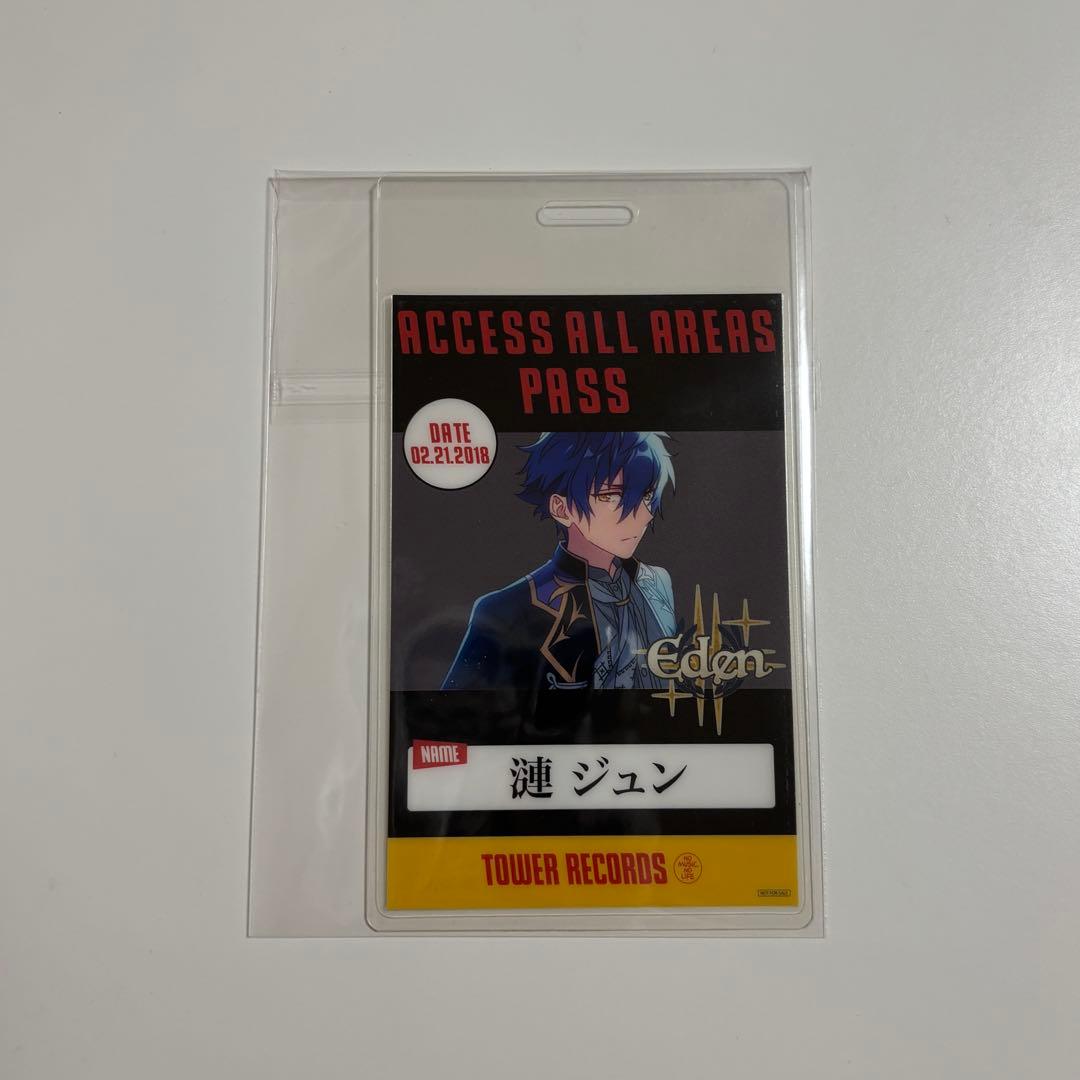 ACCESS ALL AREAS
PASS
DATE
02.21.2018
Eden
NAME
漣 ジュン
TOWER RECORDS
NO
MUSIC,
NO
LIFE
NOT FOR SALE